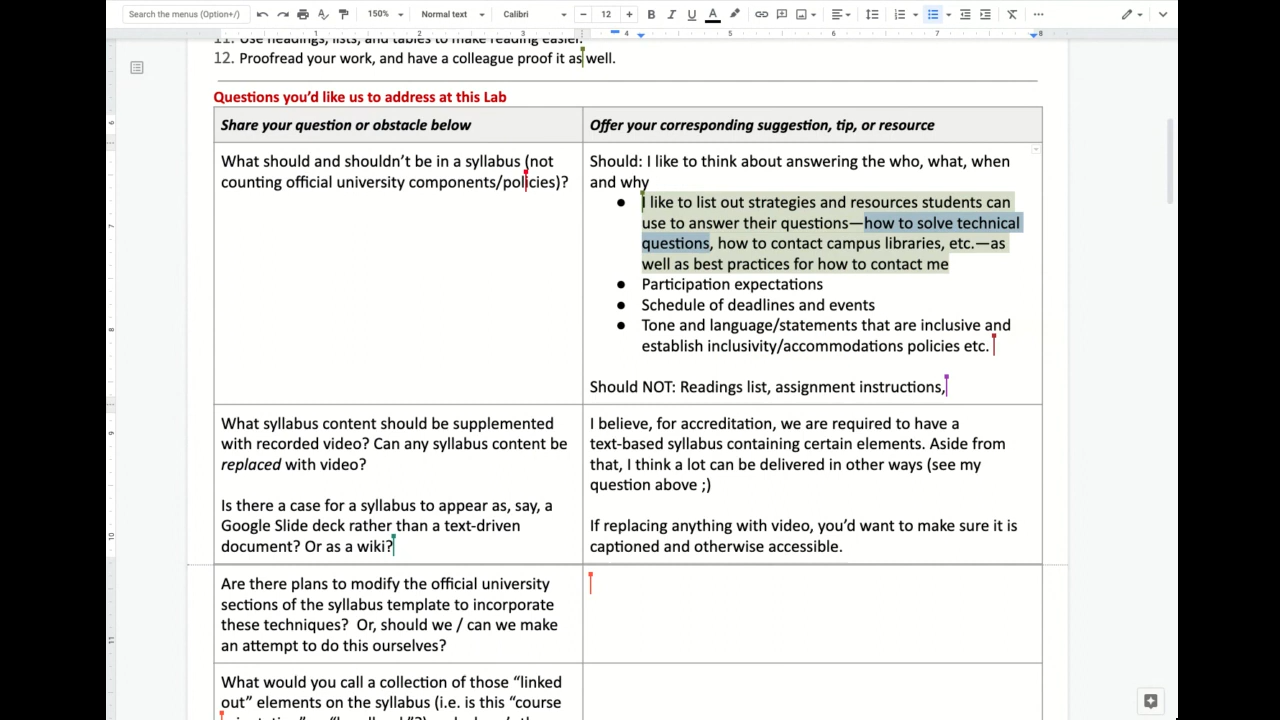 Search the menus (Option+/)
150%
Normal text
Calibri
12
B I U A
3 4 5 6 7 8
11. Use headings, lists, and tables to make reading easier.
12. Proofread your work, and have a colleague proof it as well.
Questions you’d like us to address at this Lab
Share your question or obstacle below
Offer your corresponding suggestion, tip, or resource
What should and shouldn’t be in a syllabus (not
counting official university components/policies)?
Should: I like to think about answering the who, what, when
and why
● I like to list out strategies and resources students can
use to answer their questions—how to solve technical
questions, how to contact campus libraries, etc.—as
well as best practices for how to contact me
● Participation expectations
● Schedule of deadlines and events
● Tone and language/statements that are inclusive and
establish inclusivity/accommodations policies etc.
Should NOT: Readings list, assignment instructions,
What syllabus content should be supplemented
with recorded video? Can any syllabus content be
replaced with video?
Is there a case for a syllabus to appear as, say, a
Google Slide deck rather than a text-driven
document? Or as a wiki?
I believe, for accreditation, we are required to have a
text-based syllabus containing certain elements. Aside from
that, I think a lot can be delivered in other ways (see my
question above ;)
If replacing anything with video, you’d want to make sure it is
captioned and otherwise accessible.
Are there plans to modify the official university
sections of the syllabus template to incorporate
these techniques?  Or, should we / can we make
an attempt to do this ourselves?
What would you call a collection of those “linked
out” elements on the syllabus (i.e. is this “course